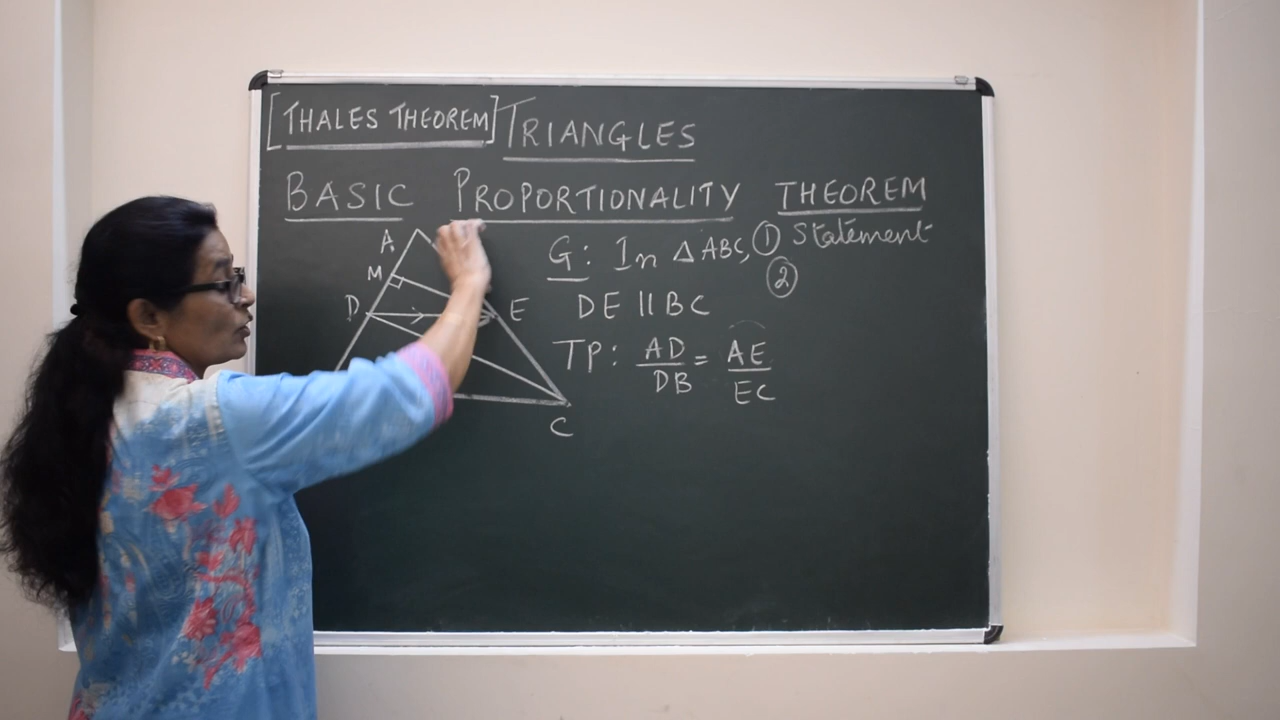 [THALES THEOREM] TRIANGLES
BASIC PROPORTIONALITY THEOREM
G: In △ABC, ① Statement
②
DE || BC
TP: AD/DB = AE/EC
A
M
D
E
C